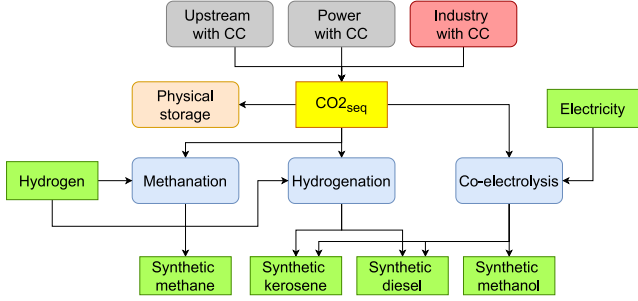 Upstream
with CC
Power
with CC
Industry
with CC
Physical
storage
CO2seq
Electricity
Hydrogen
Methanation
Hydrogenation
Co-electrolysis
Synthetic
methane
Synthetic
kerosene
Synthetic
diesel
Synthetic
methanol